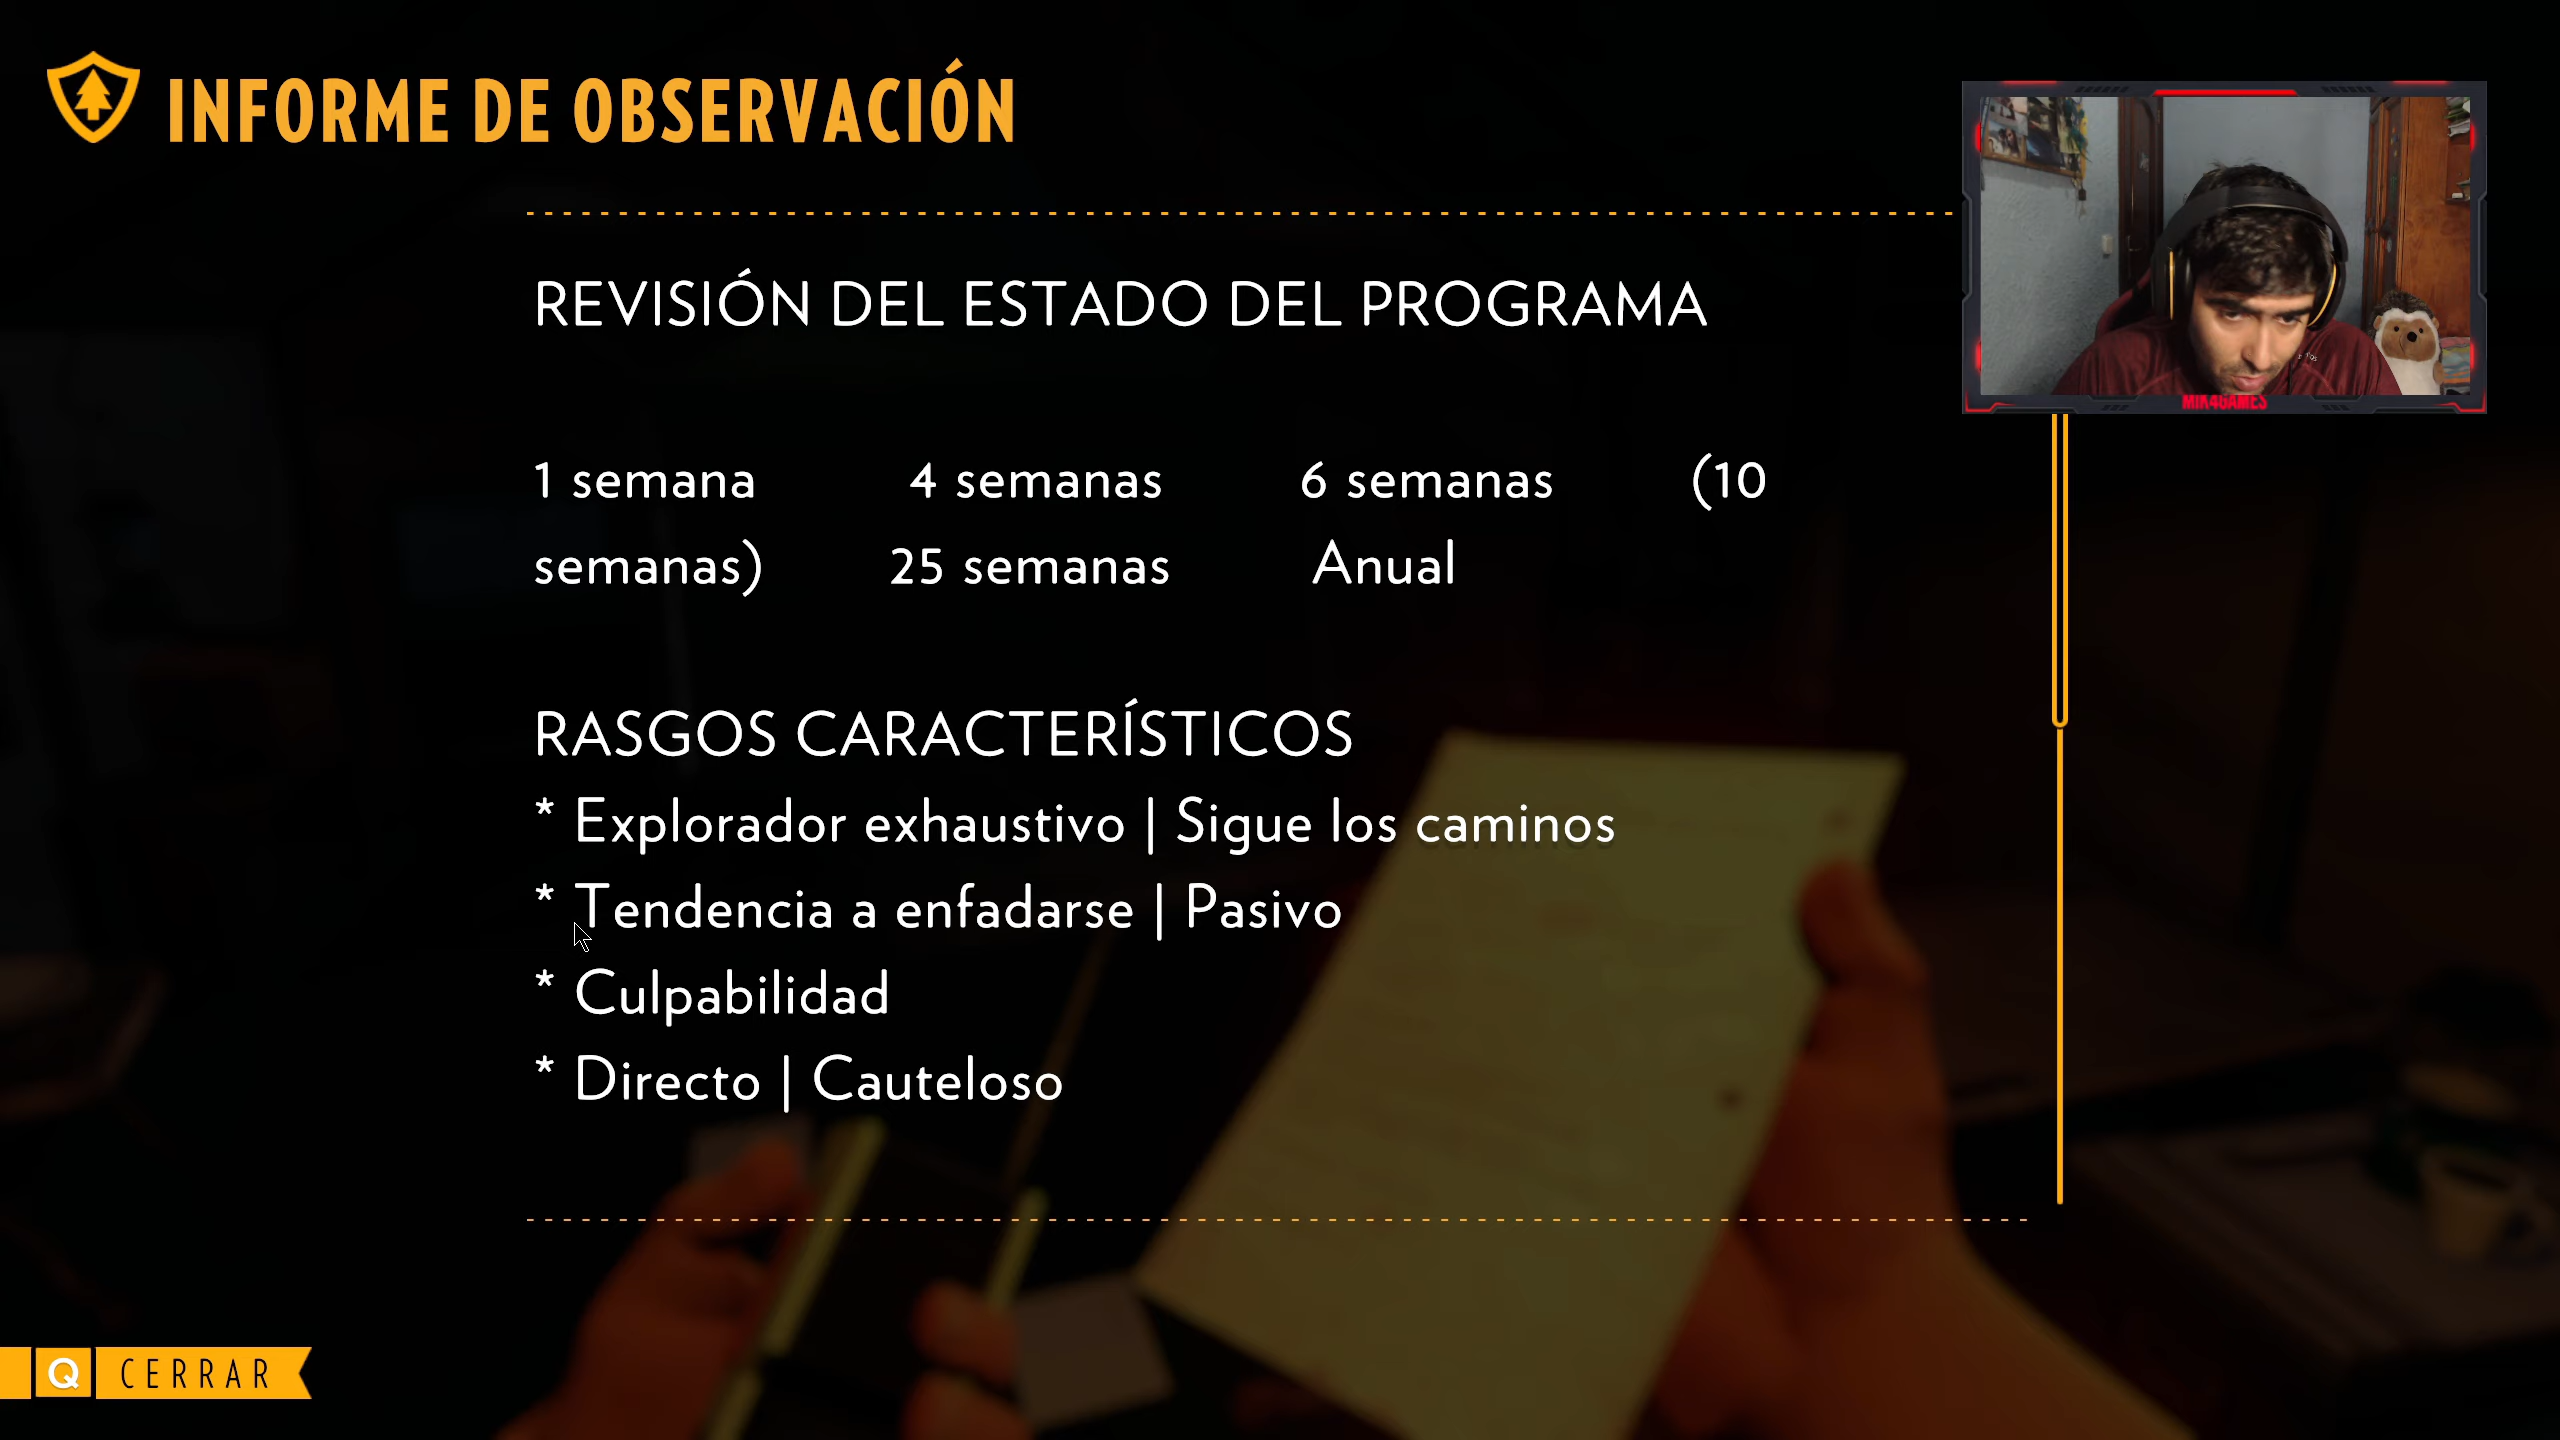 INFORME DE OBSERVACIÓN
REVISIÓN DEL ESTADO DEL PROGRAMA
1 semana 4 semanas 6 semanas (10
semanas) 25 semanas Anual
RASGOS CARACTERÍSTICOS
* Explorador exhaustivo | Sigue los caminos
* Tendencia a enfadarse | Pasivo
* Culpabilidad
* Directo | Cauteloso
MIK4GAMES
Q CERRAR